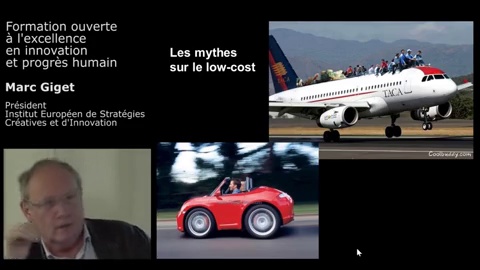 Formation ouverte
à l'excellence
en innovation
et progrès humain
Marc Giget
Président
Institut Européen de Stratégies
Créatives et d'Innovation
Les mythes
sur le low-cost
TACA
Coolbuddy.com